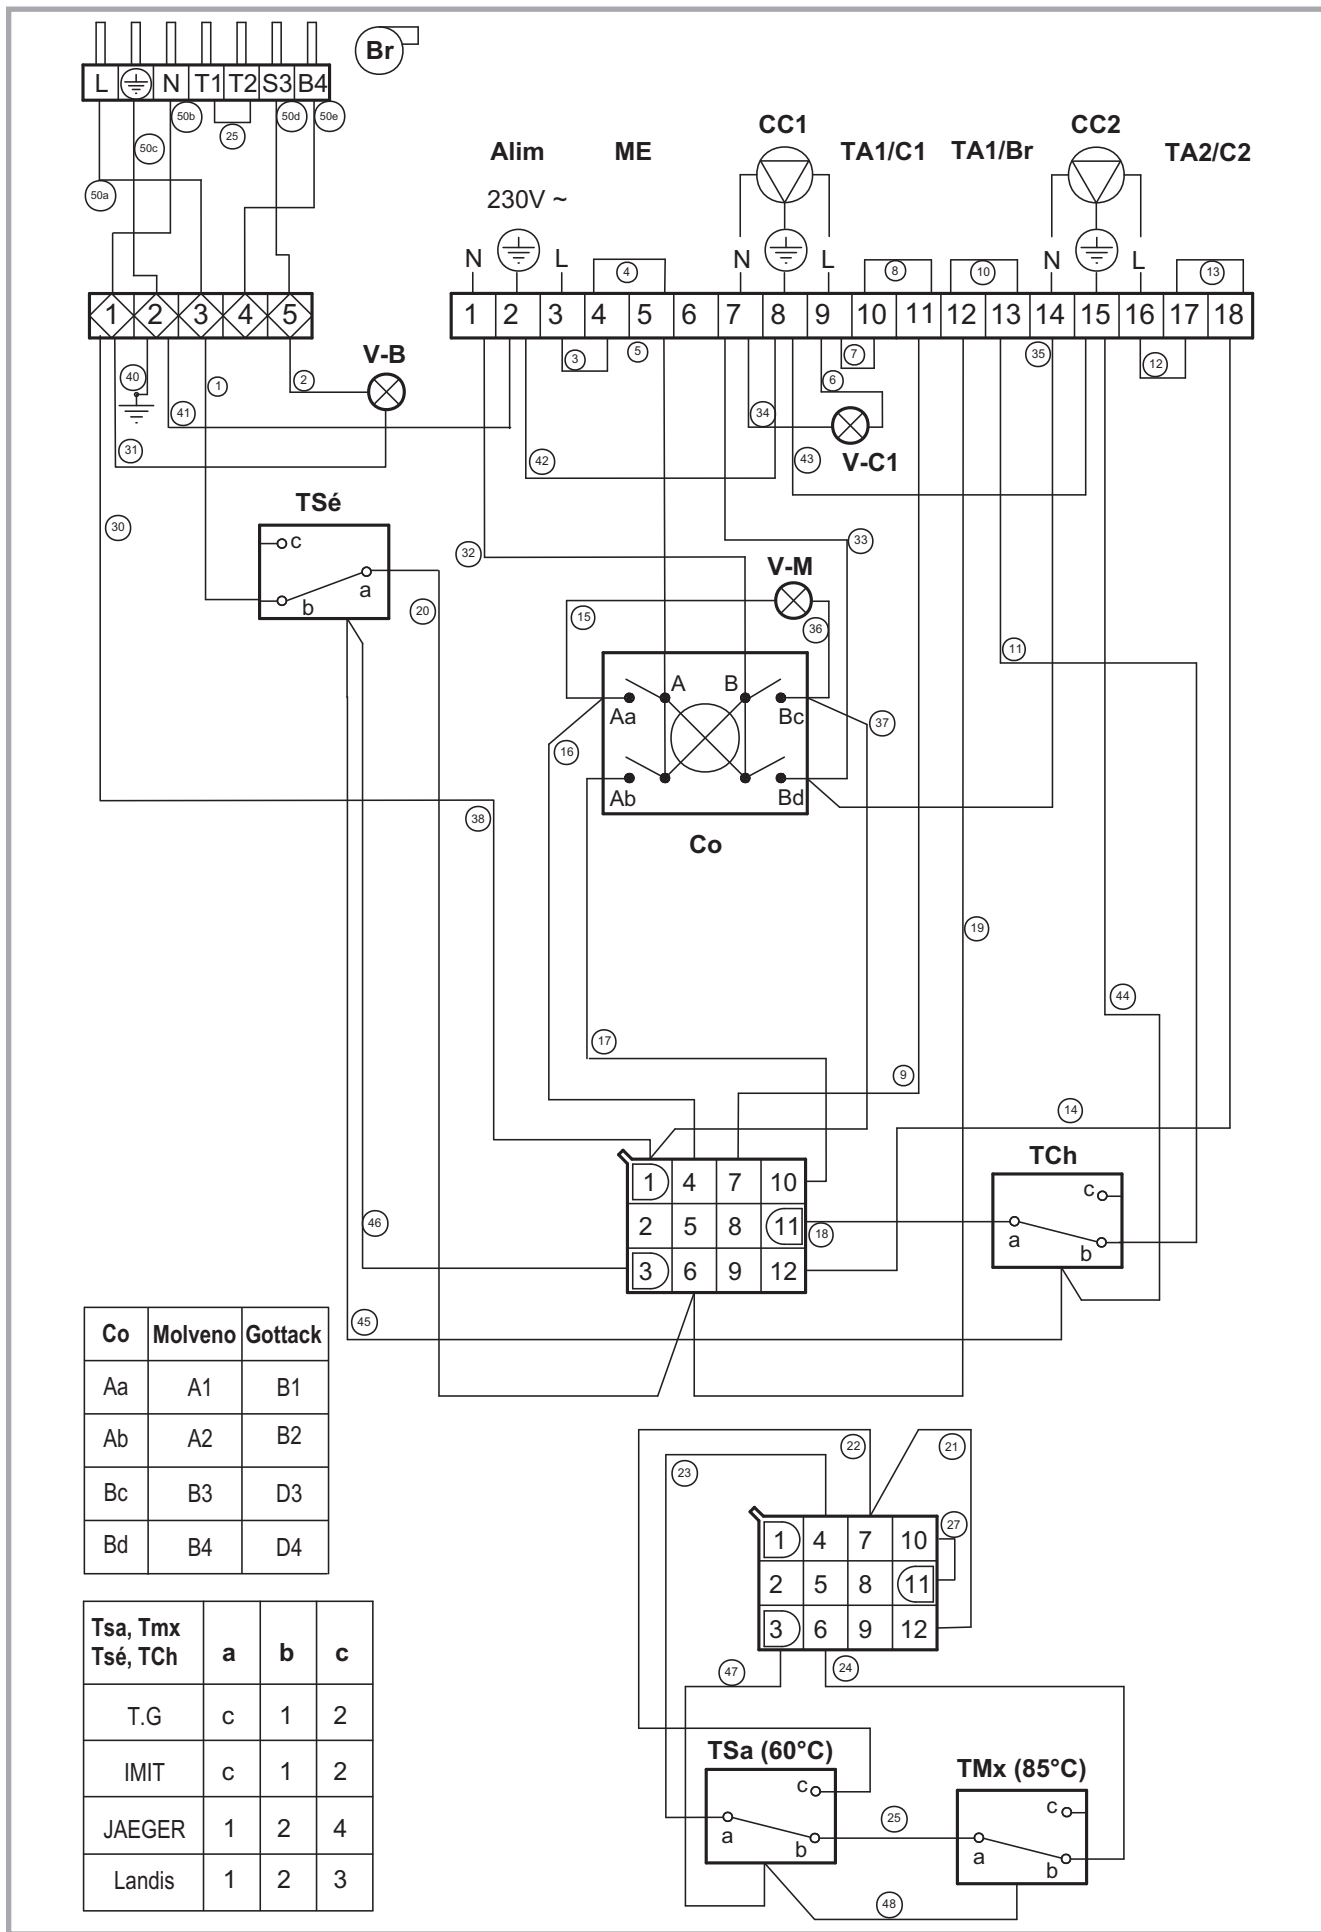 Br
L N T1 T2 S3 B4
50b 50d 50e
25
50c
50a
CC1 CC2
Alim ME TA1/C1 TA1/Br TA2/C2
230V ~
N L N L N L
4 8 10 13
1 2 3 4 5
1 2 3 4 5 6 7 8 9 10 11 12 13 14 15 16 17 18
V-B
3 5 7 35 12
40 1 2 6
41 34
31 42 43 V-C1
TSé
30 32 33
c
V-M
b a 20 15 36
11
A B
Aa Bc 37
16
Ab Bd
38
Co
19
44
17
9
14
TCh
1 4 7 10
c
46 2 5 8 11 18 a b
3 6 9 12
45
Co Molveno Gottack
Aa A1 B1
Ab A2 B2
Bc B3 D3
Bd B4 D4
22 21
23
27
1 4 7 10
2 5 8 11
3 6 9 12
47 24
Tsa, Tmx
Tsé, TCh a b c
T.G c 1 2
IMIT c 1 2
JAEGER 1 2 4
Landis 1 2 3
TSa (60°C)
TMx (85°C)
c
c
25
a b
a b
48